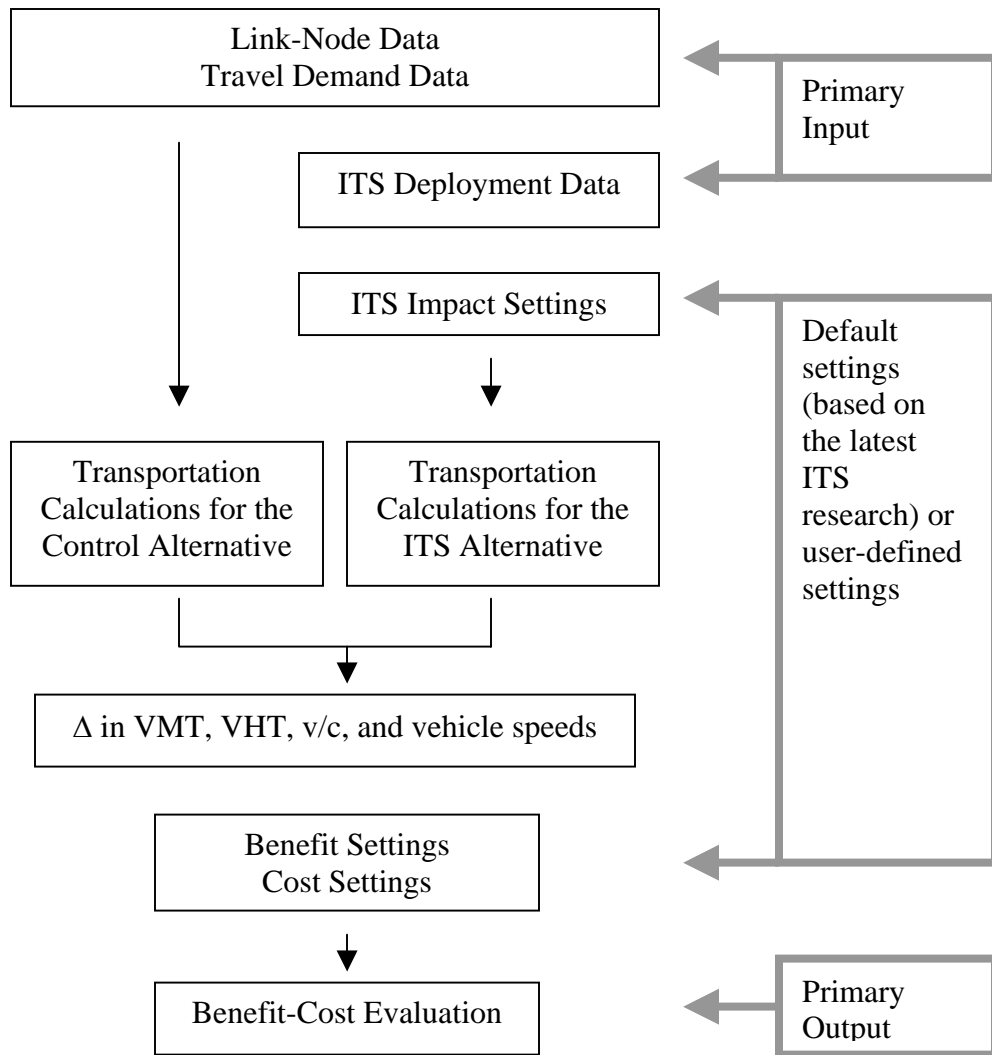 Link-Node Data
Travel Demand Data
Primary
Input
ITS Deployment Data
ITS Impact Settings
Default
settings
(based on
the latest
ITS
research) or
user-defined
settings
Transportation
Calculations for the
Control Alternative
Transportation
Calculations for the
ITS Alternative
Δ in VMT, VHT, v/c, and vehicle speeds
Benefit Settings
Cost Settings
Benefit-Cost Evaluation
Primary
Output